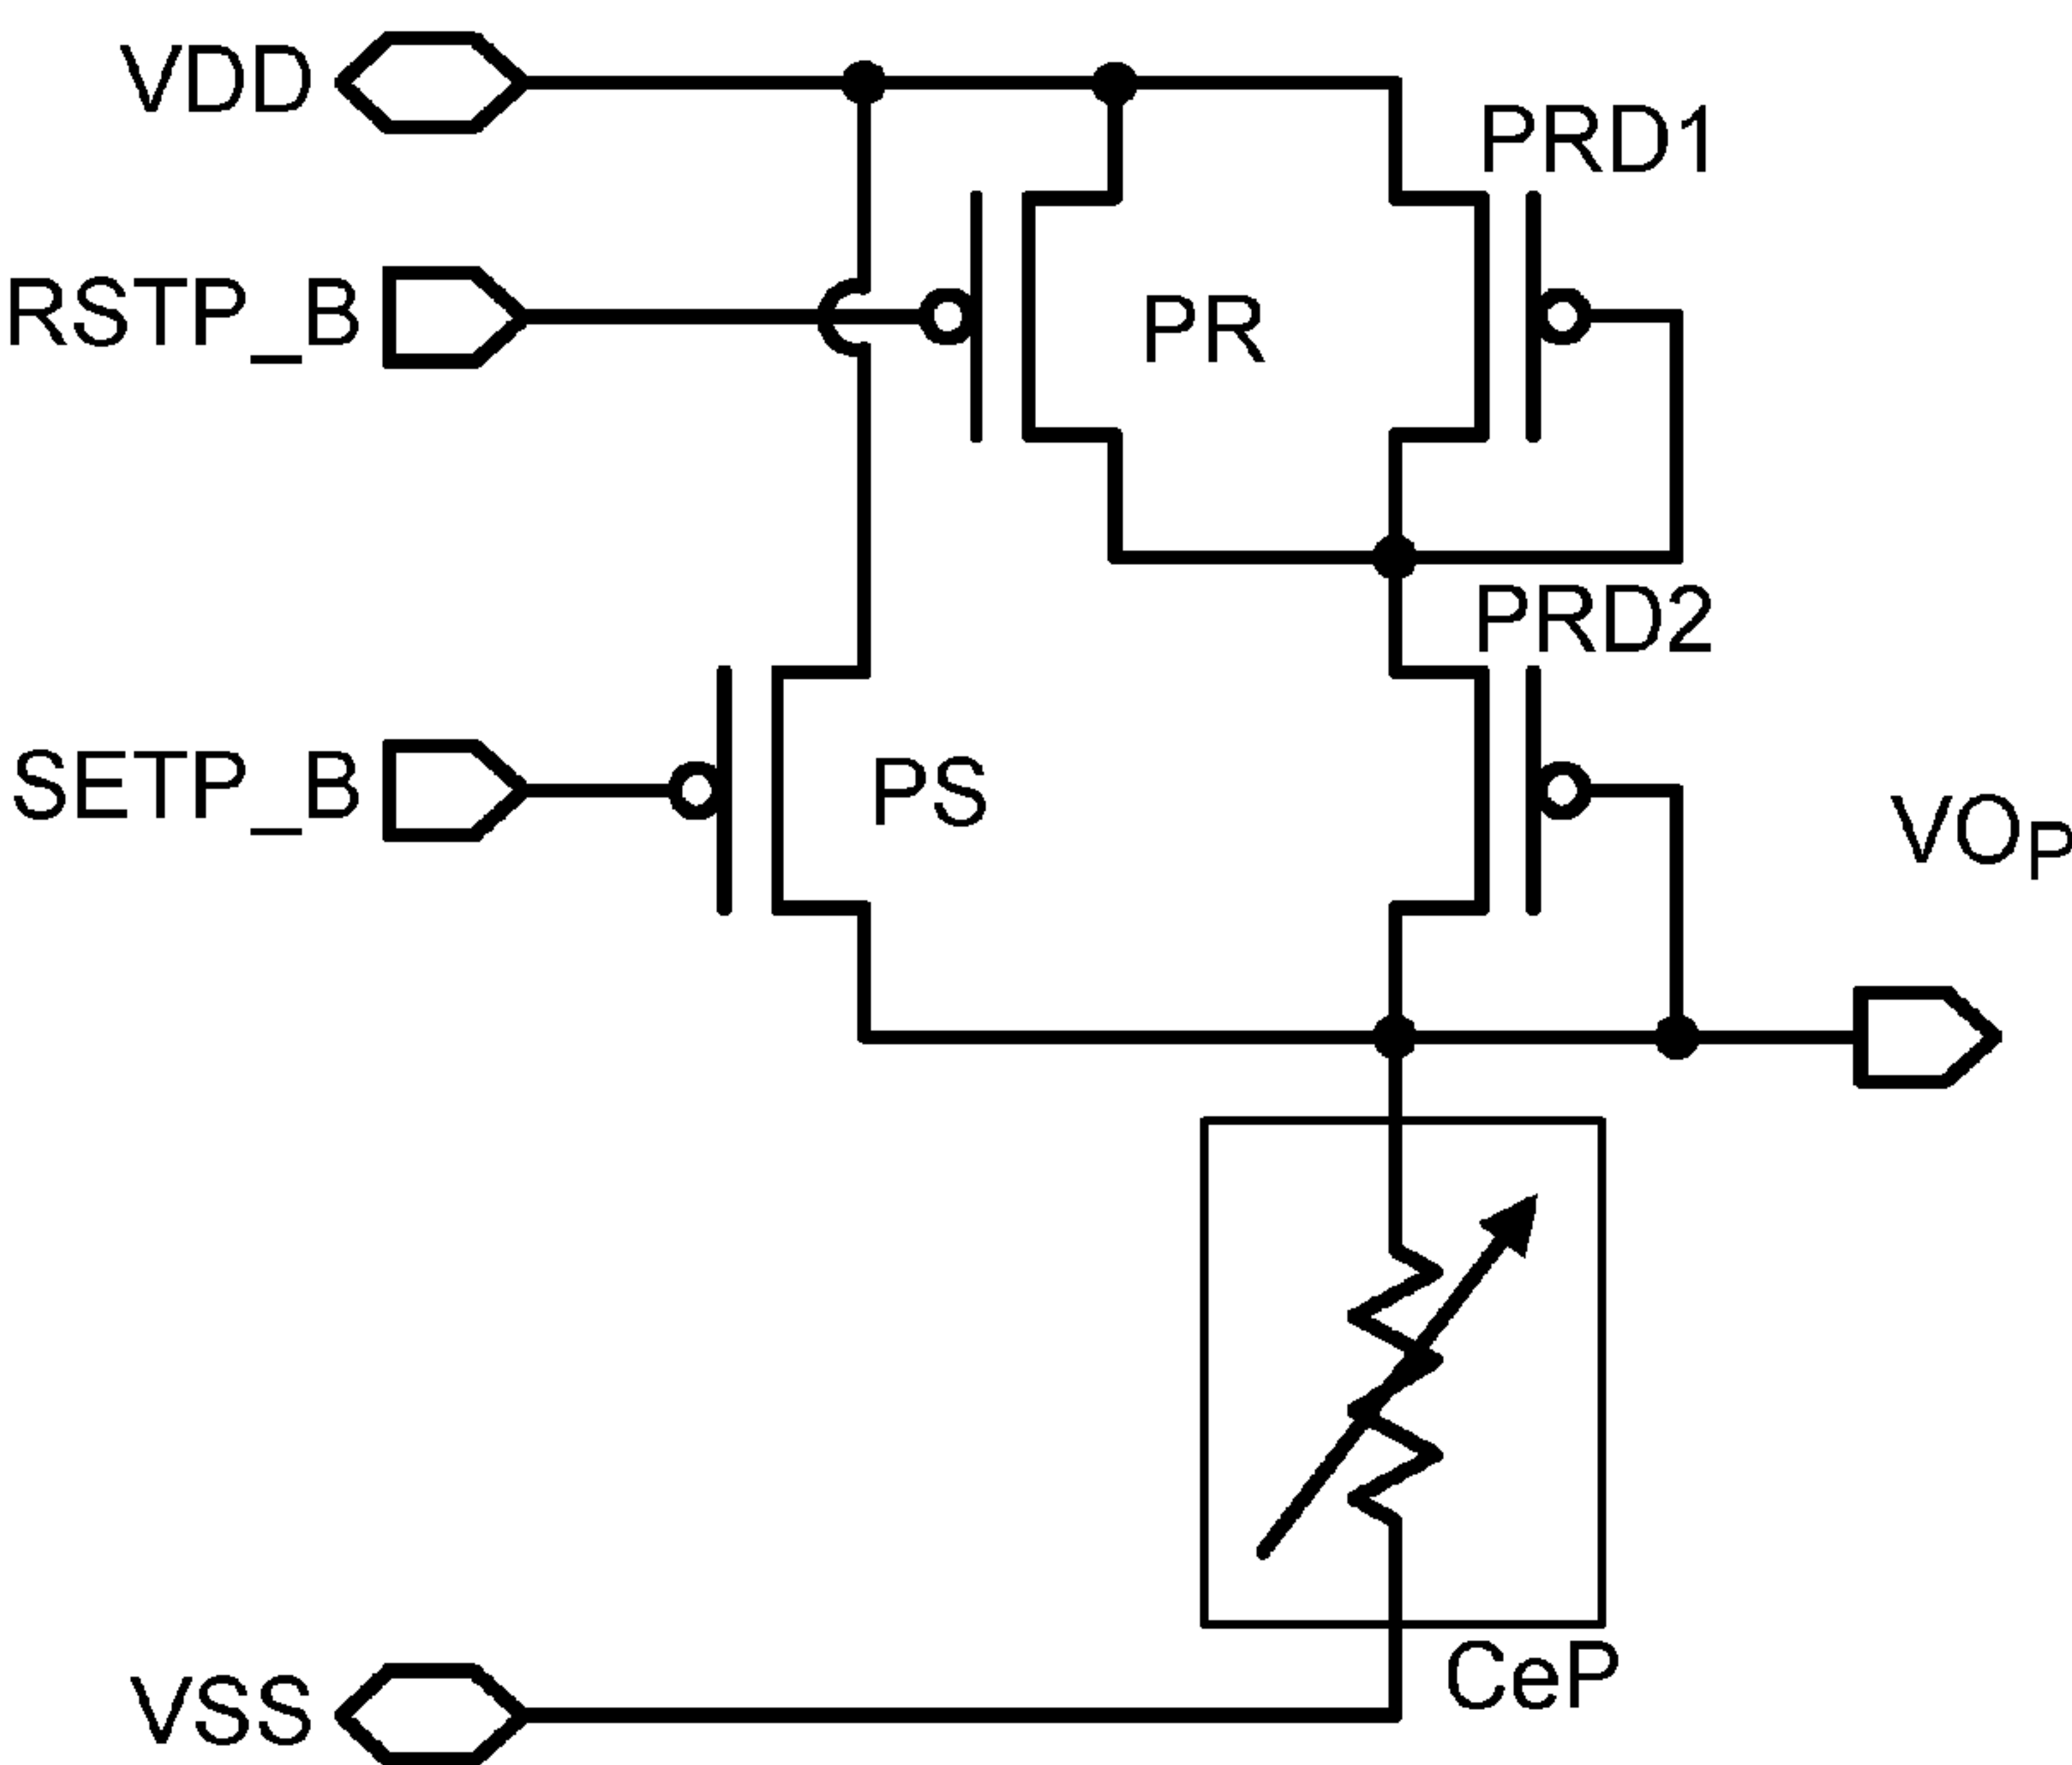 VDD
PRD1
RSTP_B
PR
PRD2
SETP_B
PS
VOP
CeP
VSS